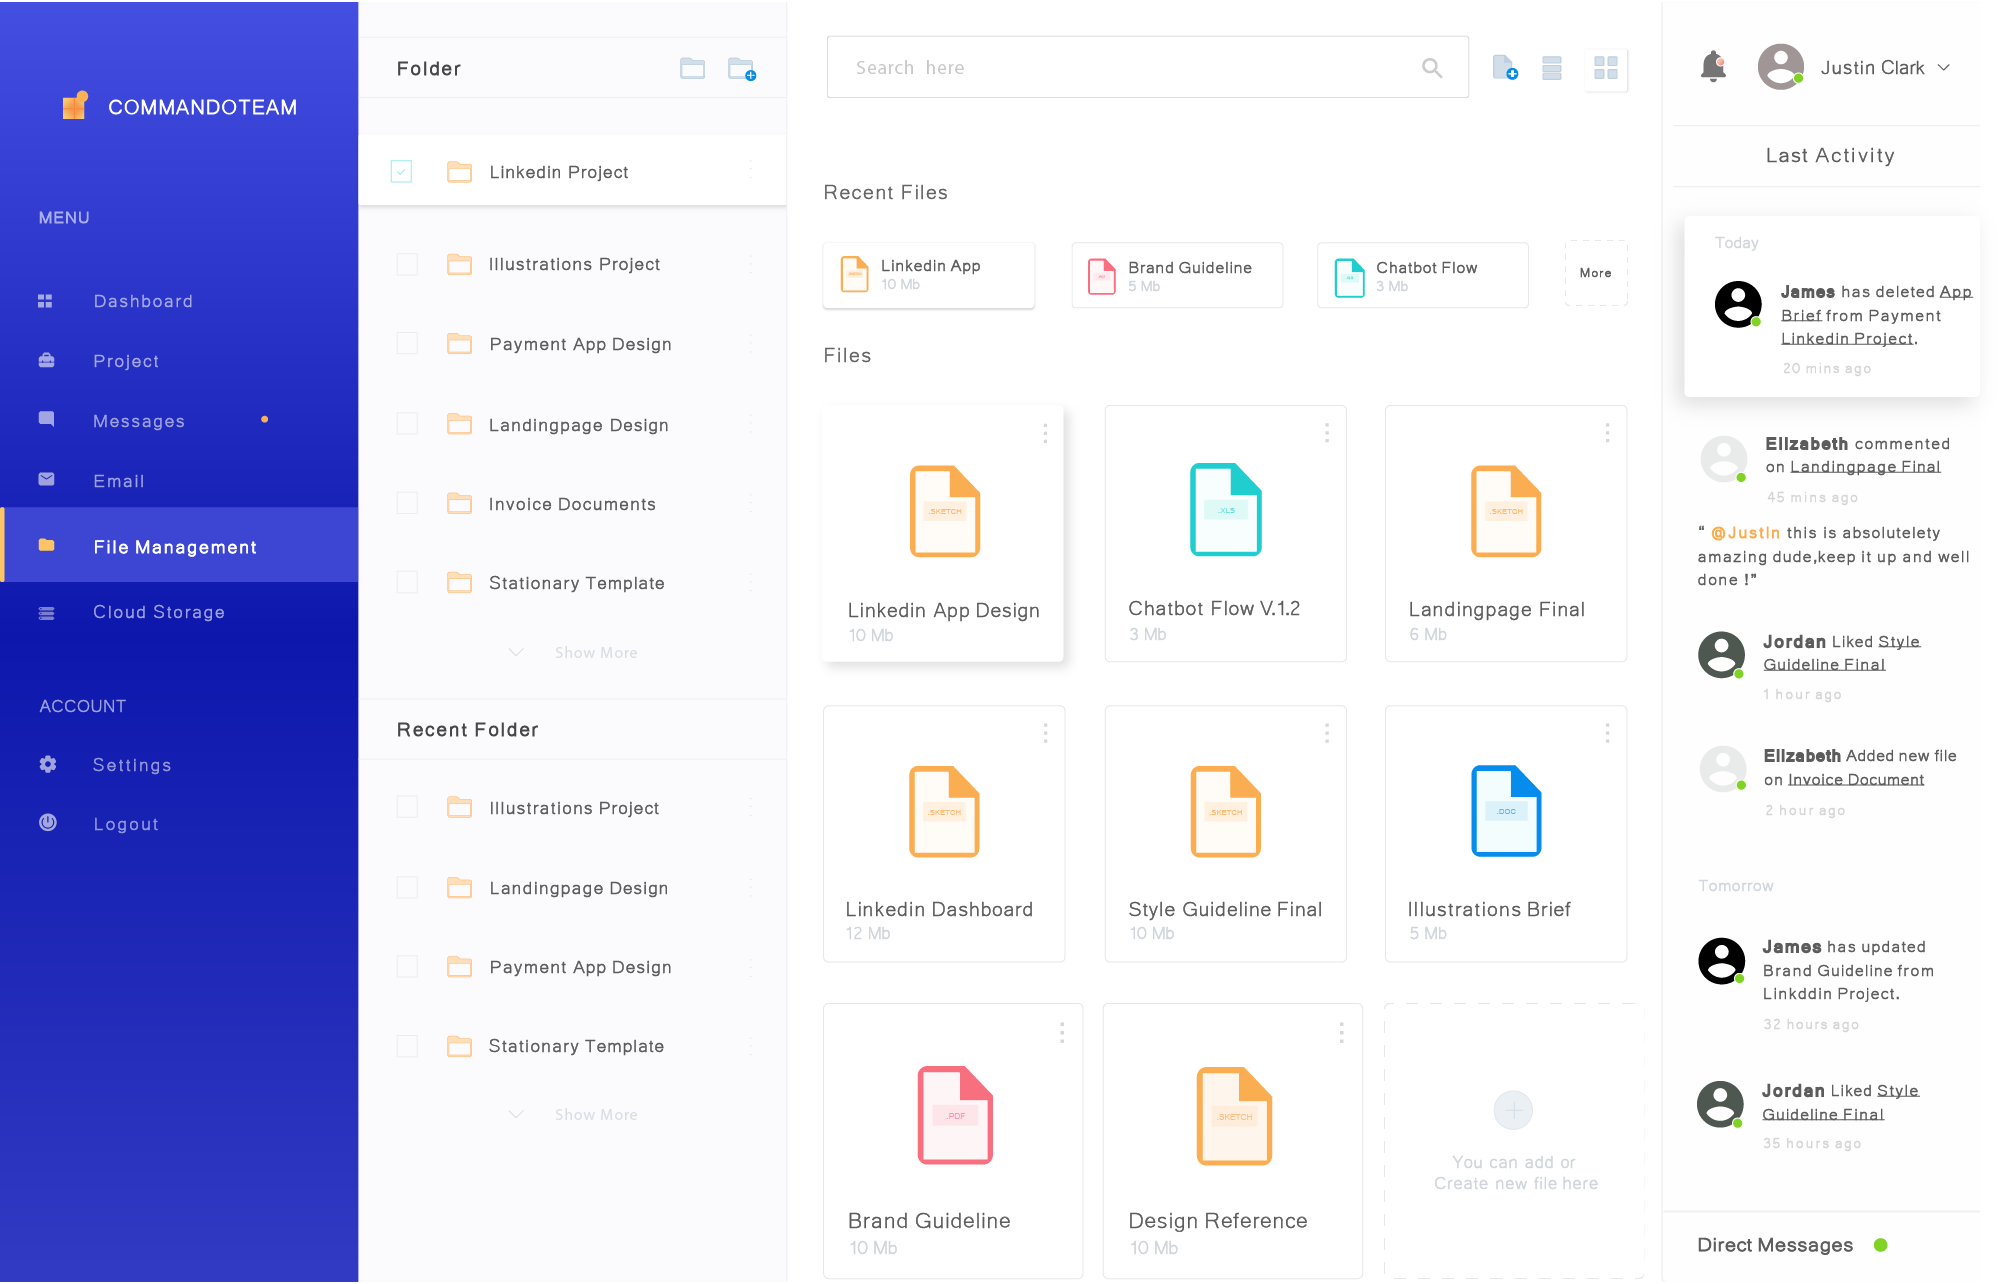 COMMANDOTEAM
MENU
Dashboard
Project
Messages
Email
File Management
Cloud Storage
ACCOUNT
Settings
Logout
Folder
Linkedin Project
Illustrations Project
Payment App Design
Landingpage Design
Invoice Documents
Stationary Template
Show More
Recent Folder
Illustrations Project
Landingpage Design
Payment App Design
Stationary Template
Show More
Search here
Recent Files
Linkedin App
10 Mb
Brand Guideline
5 Mb
Chatbot Flow
3 Mb
More
Files
.SKETCH
Linkedin App Design
10 Mb
.XLS
Chatbot Flow V.1.2
3 Mb
.SKETCH
Landingpage Final
6 Mb
.SKETCH
Linkedin Dashboard
12 Mb
.SKETCH
Style Guideline Final
10 Mb
.DOC
Illustrations Brief
5 Mb
.PDF
Brand Guideline
10 Mb
.SKETCH
Design Reference
10 Mb
You can add or
Create new file here
Justin Clark
Last Activity
Today
James has deleted App
Brief from Payment
Linkedin Project.
20 mins ago
Elizabeth commented
on Landingpage Final
45 mins ago
“ @Justin this is absolutelety
amazing dude,keep it up and well
done !”
Jordan Liked Style
Guideline Final
1 hour ago
Elizabeth Added new file
on Invoice Document
2 hour ago
Tomorrow
James has updated
Brand Guideline from
Linkddin Project.
32 hours ago
Jordan Liked Style
Guideline Final
35 hours ago
Direct Messages